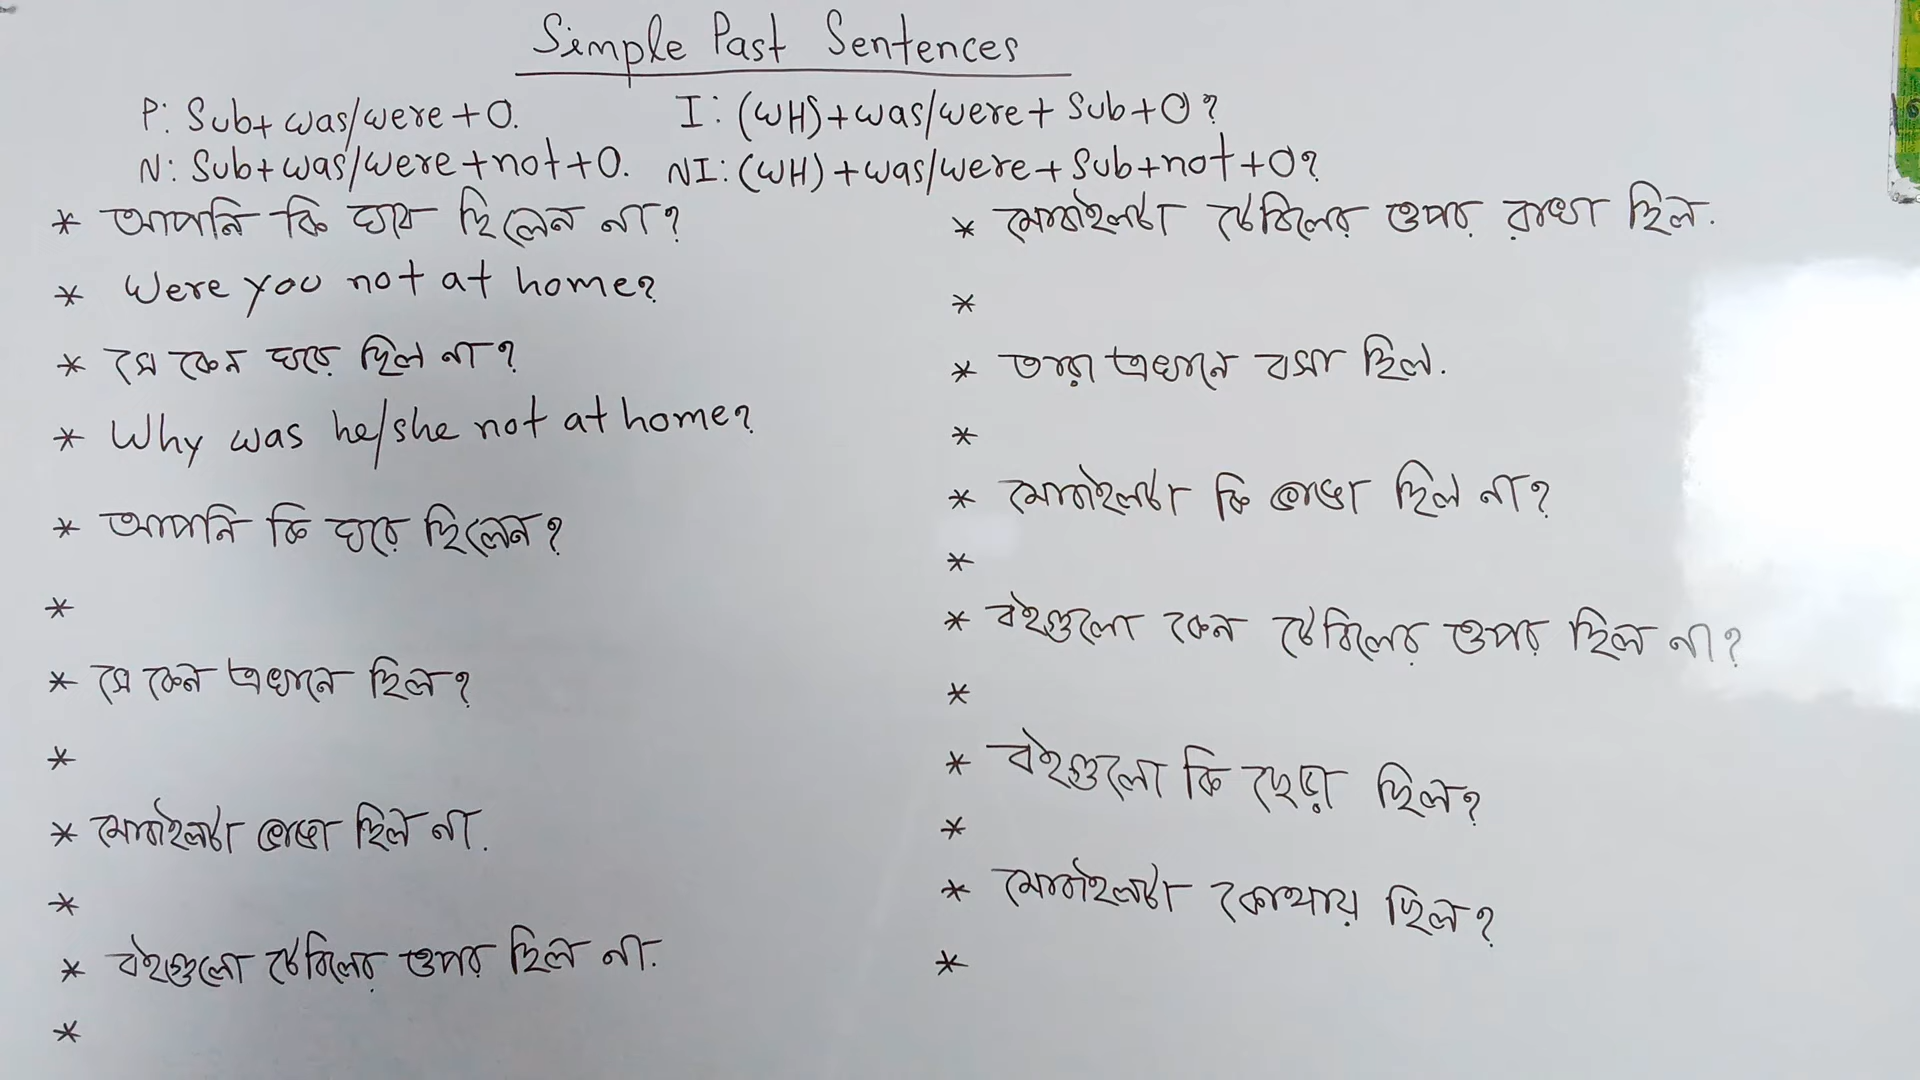 Simple Past Sentences
P: Sub+was/were+O.
I: (WH)+was/were+Sub+O?
N: Sub+was/were+not+O.
NI: (WH)+was/were+Sub+not+O?
* আপনি কি ঘরে ছিলেন না?
* Were you not at home?
* সে কেন ঘরে ছিল না?
* Why was he/she not at home?
* আপনি কি ঘরে ছিলেন?
*
* সে কেন এখানে ছিল?
*
* মোবাইলটা ভাঙা ছিল না.
*
* বইগুলো টেবিলের ওপর ছিল না.
*
* মোবাইলটা টেবিলের ওপর রাখা ছিল.
*
* তারা এখানে বসা ছিল.
*
* মোবাইলটা কি ভাঙা ছিল না?
*
* বইগুলো কেন টেবিলের ওপর ছিল না?
*
* বইগুলো কি ছেড়া ছিল?
*
* মোবাইলটা কোথায় ছিল?
*